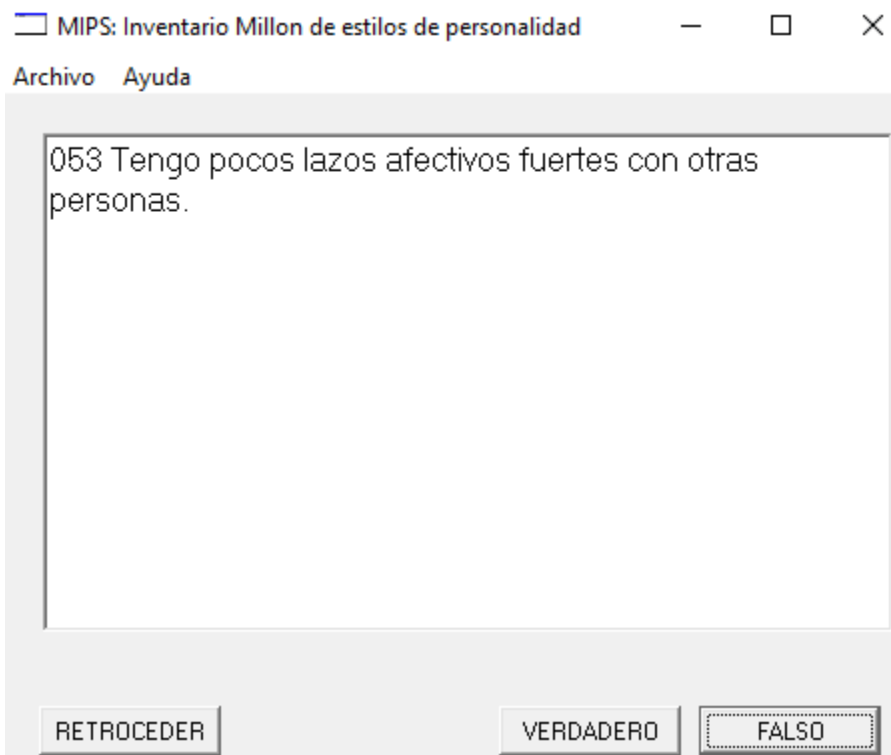 MIPS: Inventario Millon de estilos de personalidad
Archivo Ayuda
053 Tengo pocos lazos afectivos fuertes con otras
personas.
RETROCEDER VERDADERO FALSO